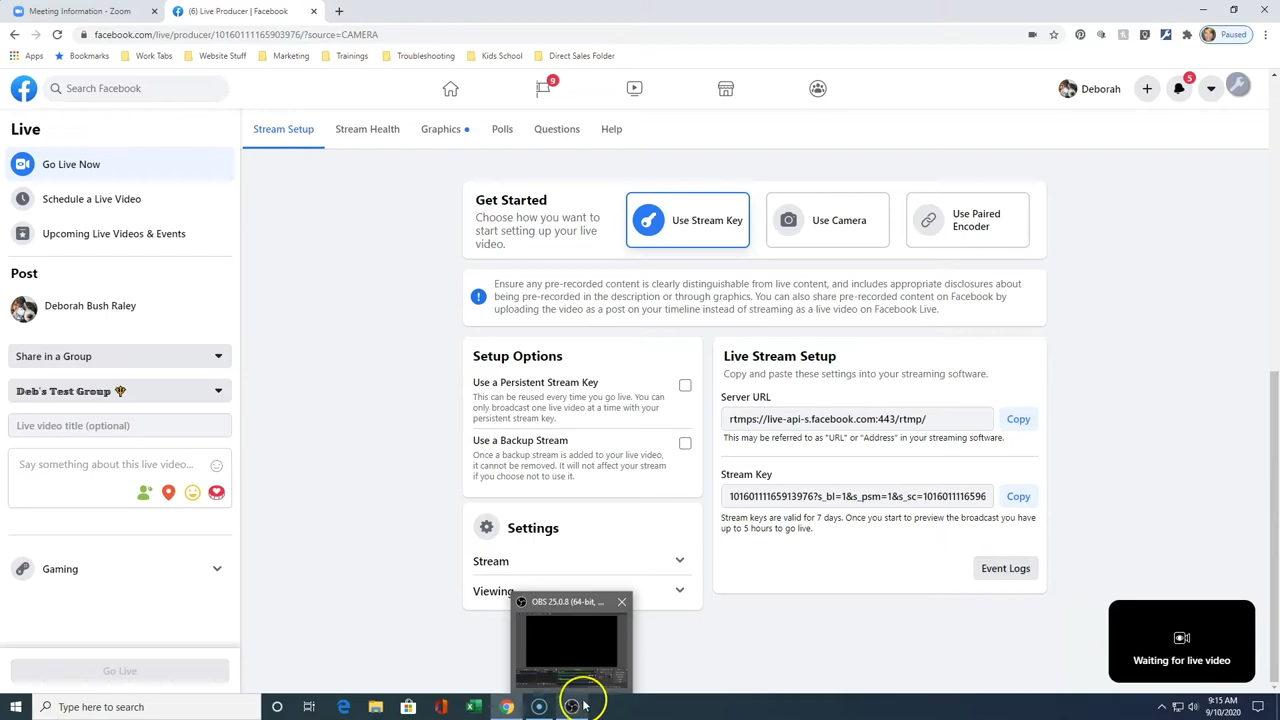 Meeting Information - Zoom
(6) Live Producer | Facebook
facebook.com/live/producer/10160111165903976/?source=CAMERA
Paused
Apps
Bookmarks
Work Tabs
Website Stuff
Marketing
Trainings
Troubleshooting
Kids School
Direct Sales Folder
Search Facebook
9
Deborah
5
Live
Go Live Now
Schedule a Live Video
Upcoming Live Videos & Events
Post
Deborah Bush Raley
Share in a Group
Deb's Test Group
Live video title (optional)
Say something about this live video...
Gaming
Go Live
Stream Setup
Stream Health
Graphics
Polls
Questions
Help
Get Started
Choose how you want
to start setting up your live
video.
Use Stream Key
Use Camera
Use Paired
Encoder
Ensure any pre-recorded content is clearly distinguishable from live content, and includes appropriate disclosures about
being pre-recorded in the description or through graphics. You can also share pre-recorded content on Facebook by
uploading the video as a post on your timeline instead of streaming as a live video on Facebook Live.
Setup Options
Use a Persistent Stream Key
This can be reused every time you go live. You can
only broadcast one live video at a time with your
persistent stream key.
Use a Backup Stream
Once a backup stream is added to your live video,
it cannot be removed. It will not affect your stream
if you choose not to use it.
Settings
Stream
Viewing
Live Stream Setup
Copy and paste these settings into your streaming software.
Server URL
rtmps://live-api-s.facebook.com:443/rtmp/
Copy
This may be referred to as "URL" or "Address" in your streaming software.
Stream Key
10160111165913976?s_bl=1&s_psm=1&s_sc=1016011116596
Copy
Stream keys are valid for 7 days. Once you start to preview the broadcast you have
up to 5 hours to go live.
Event Logs
OBS 25.0.8 (64-bit, ...
Waiting for live video
Type here to search
9:15 AM
9/10/2020